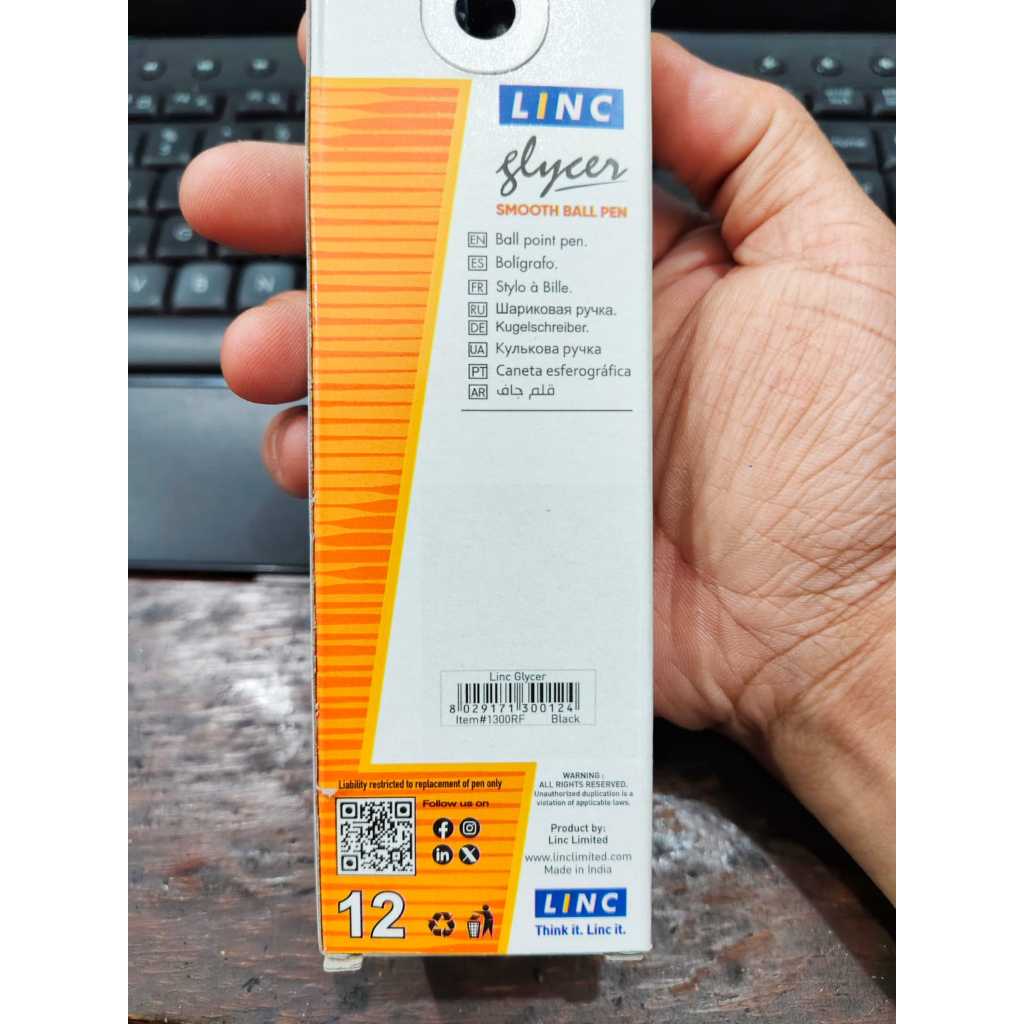 LINC
glycer
SMOOTH BALL PEN
EN Ball point pen.
ES Bolígrafo.
FR Stylo à Bille.
RU Шариковая ручка.
DE Kugelschreiber.
UA Кулькова ручка
PT Caneta esferográfica
AR قلم جاف
Linc Glycer
8 029171 300124
Item#1300RF Black
Liability restricted to replacement of pen only
Follow us on
12
WARNING :
ALL RIGHTS RESERVED.
Unauthorized duplication is a
violation of applicable laws.
Product by:
Linc Limited
www.linclimited.com
Made in India
LINC
Think it. Linc it.